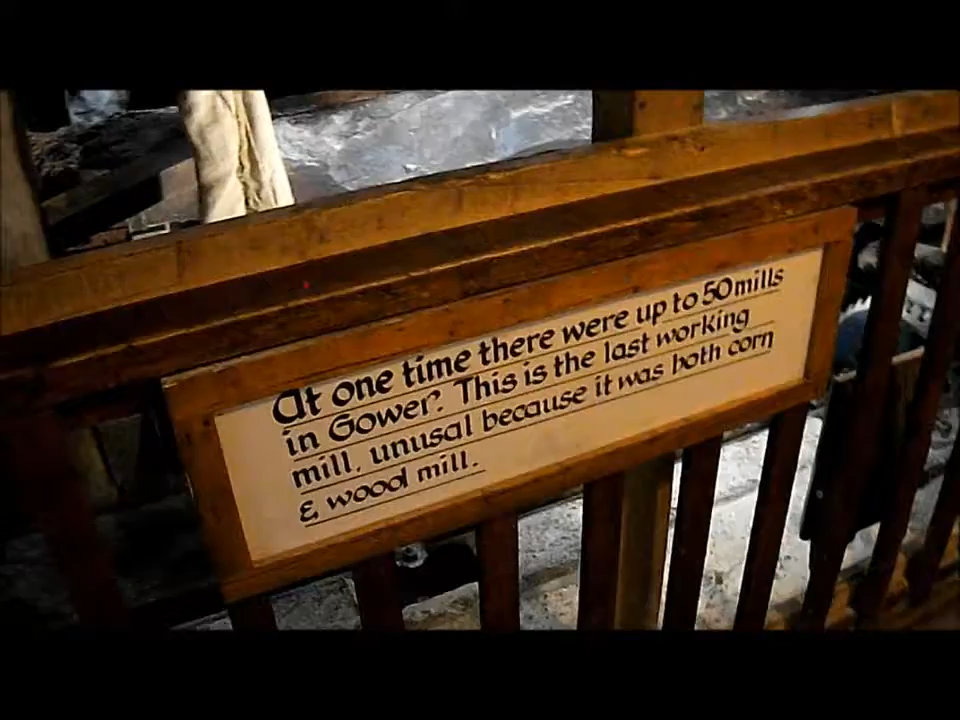 At one time there were up to 50 mills
in Gower. This is the last working
mill, unusal because it was both corn
& wood mill.